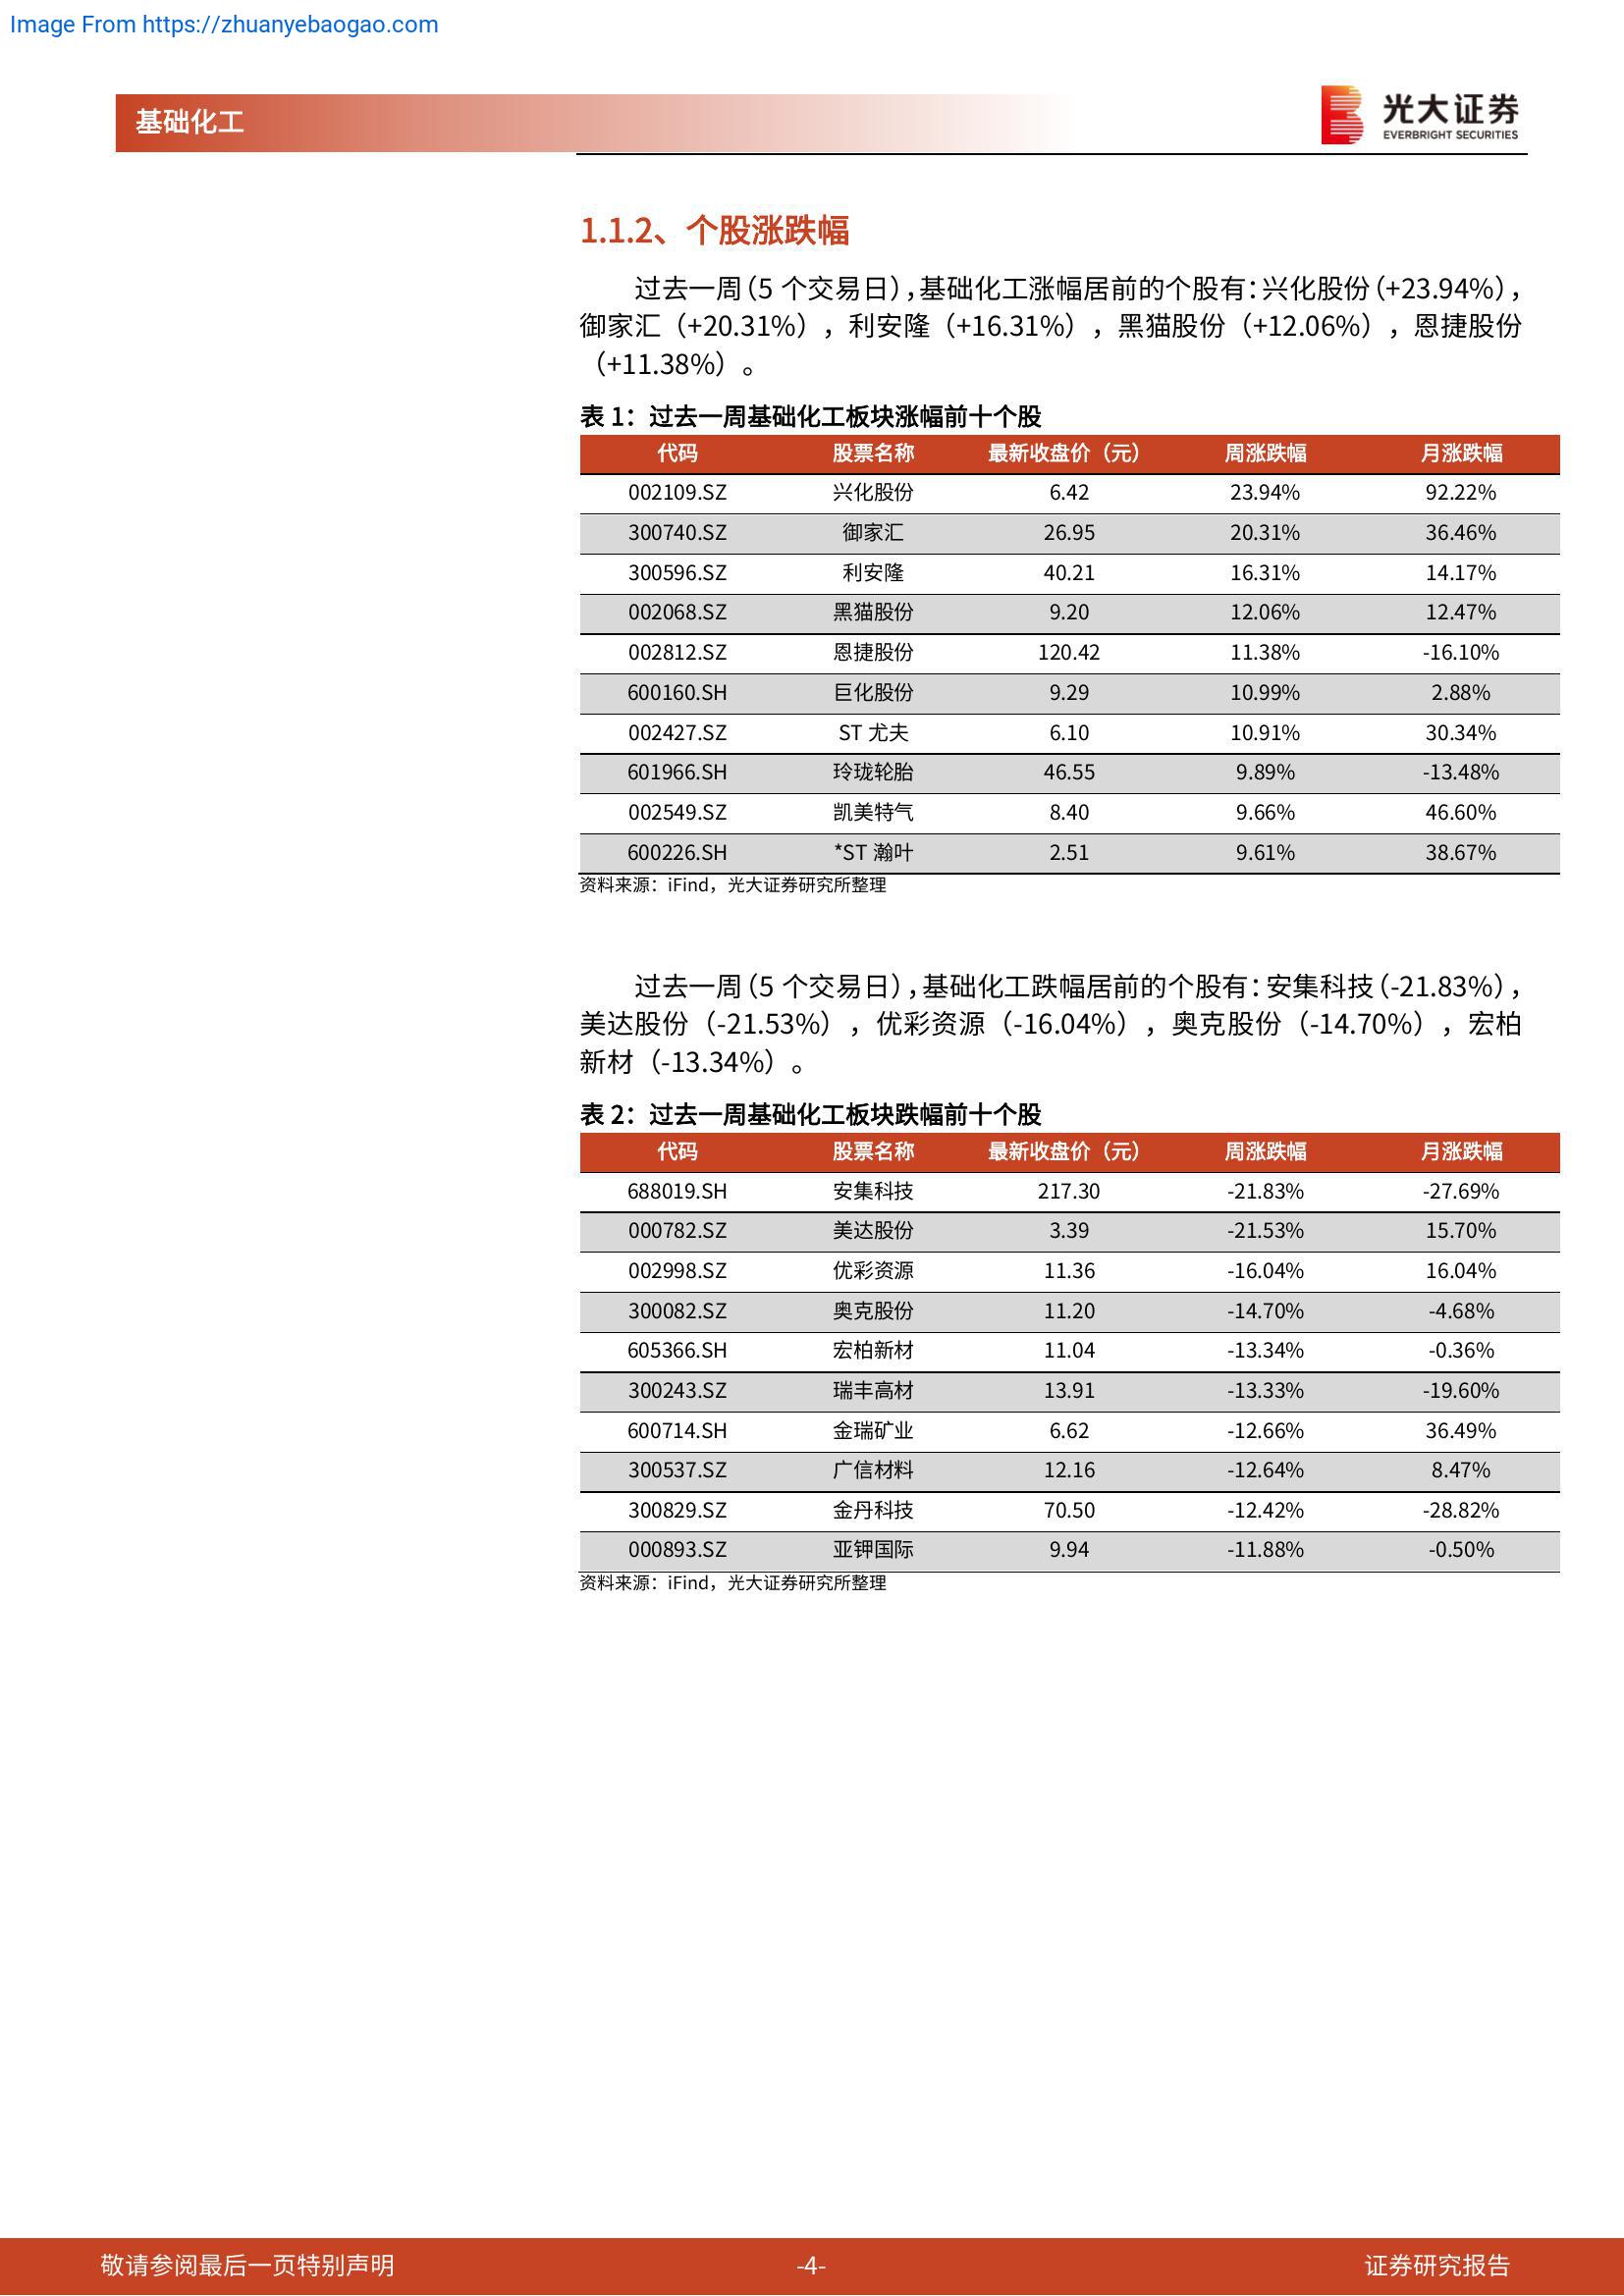 Image From https://zhuanyebaogao.com
基础化工
光大证券
EVERBRIGHT SECURITIES
1.1.2、个股涨跌幅
过去一周（5 个交易日），基础化工涨幅居前的个股有：兴化股份（+23.94%），
御家汇（+20.31%），利安隆（+16.31%），黑猫股份（+12.06%），恩捷股份
（+11.38%）。
表 1：过去一周基础化工板块涨幅前十个股
代码 股票名称 最新收盘价（元） 周涨跌幅 月涨跌幅
002109.SZ 兴化股份 6.42 23.94% 92.22%
300740.SZ 御家汇 26.95 20.31% 36.46%
300596.SZ 利安隆 40.21 16.31% 14.17%
002068.SZ 黑猫股份 9.20 12.06% 12.47%
002812.SZ 恩捷股份 120.42 11.38% -16.10%
600160.SH 巨化股份 9.29 10.99% 2.88%
002427.SZ ST 尤夫 6.10 10.91% 30.34%
601966.SH 玲珑轮胎 46.55 9.89% -13.48%
002549.SZ 凯美特气 8.40 9.66% 46.60%
600226.SH *ST 瀚叶 2.51 9.61% 38.67%
资料来源：iFind，光大证券研究所整理
过去一周（5 个交易日），基础化工跌幅居前的个股有：安集科技（-21.83%），
美达股份（-21.53%），优彩资源（-16.04%），奥克股份（-14.70%），宏柏
新材（-13.34%）。
表 2：过去一周基础化工板块跌幅前十个股
代码 股票名称 最新收盘价（元） 周涨跌幅 月涨跌幅
688019.SH 安集科技 217.30 -21.83% -27.69%
000782.SZ 美达股份 3.39 -21.53% 15.70%
002998.SZ 优彩资源 11.36 -16.04% 16.04%
300082.SZ 奥克股份 11.20 -14.70% -4.68%
605366.SH 宏柏新材 11.04 -13.34% -0.36%
300243.SZ 瑞丰高材 13.91 -13.33% -19.60%
600714.SH 金瑞矿业 6.62 -12.66% 36.49%
300537.SZ 广信材料 12.16 -12.64% 8.47%
300829.SZ 金丹科技 70.50 -12.42% -28.82%
000893.SZ 亚钾国际 9.94 -11.88% -0.50%
资料来源：iFind，光大证券研究所整理
敬请参阅最后一页特别声明 -4- 证券研究报告